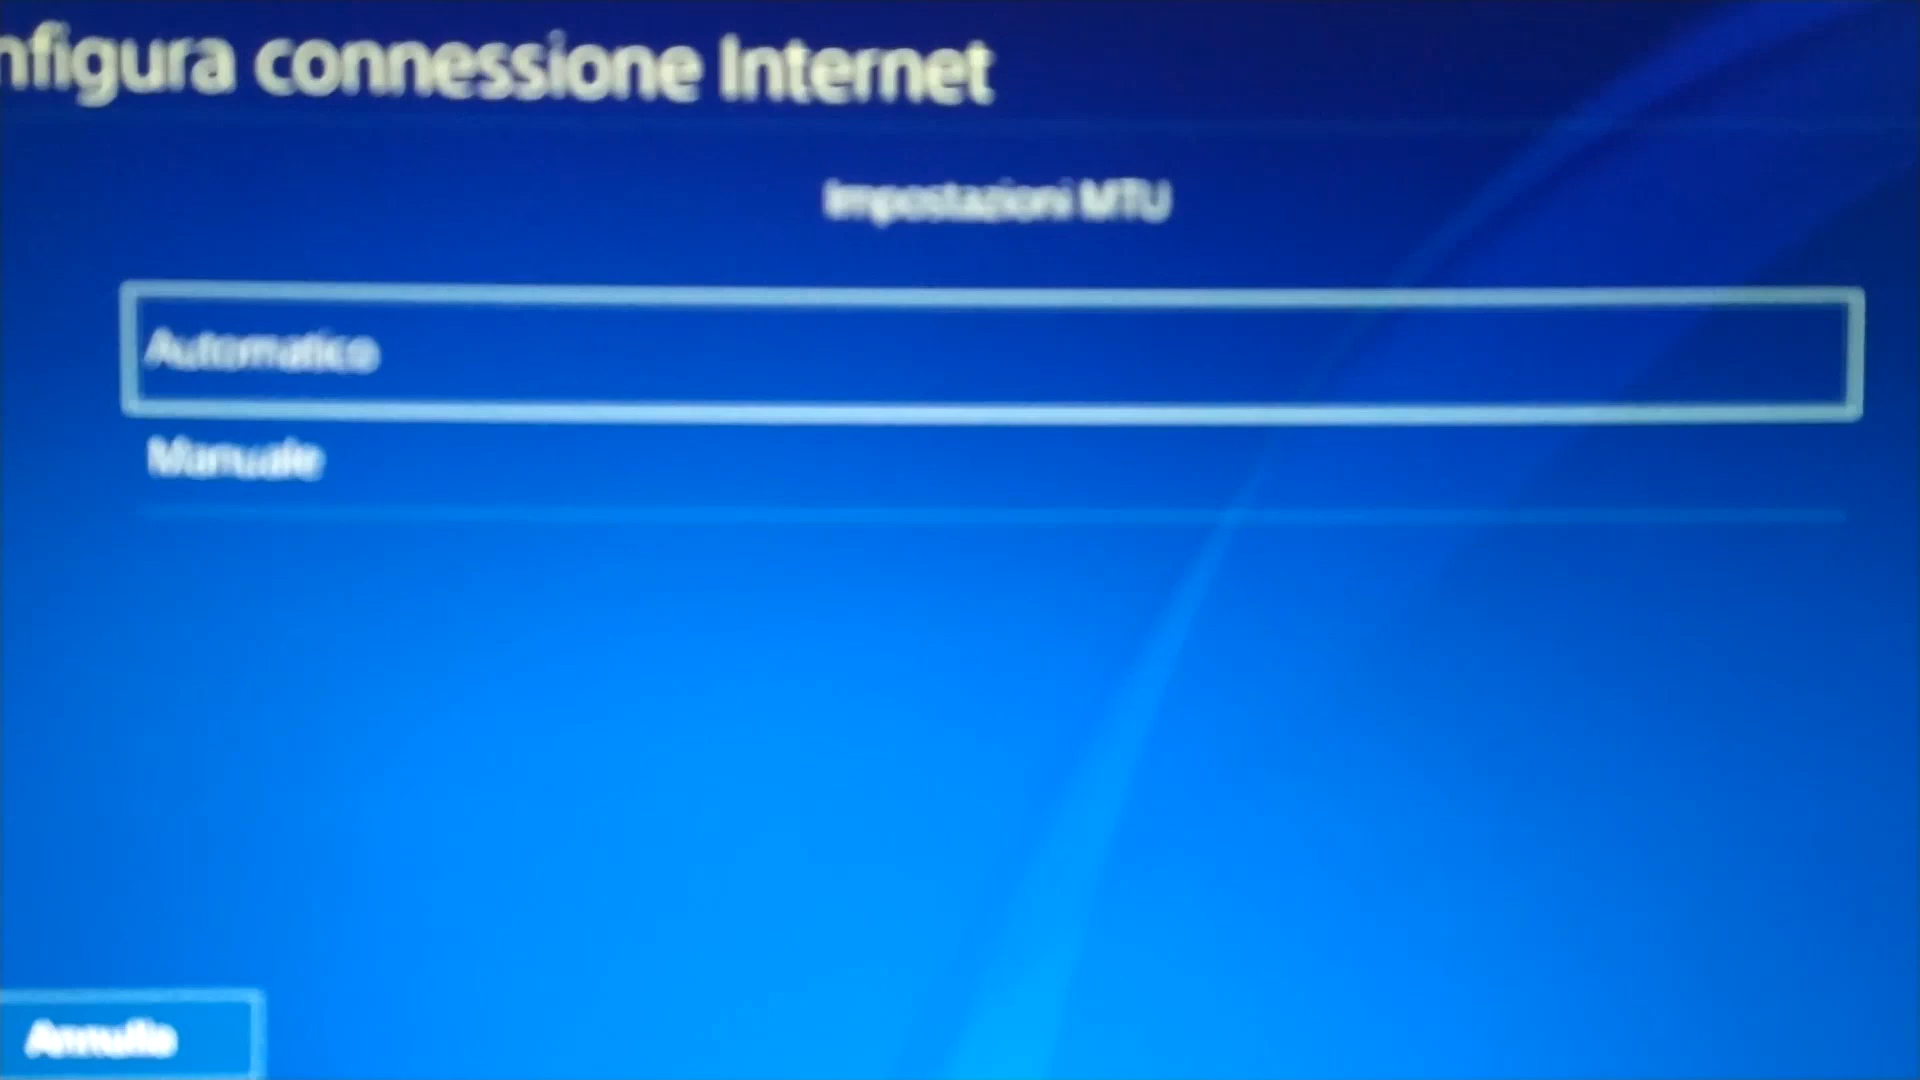 nfigura connessione Internet
Impostazioni MTU
Automatico
Manuale
Annulla